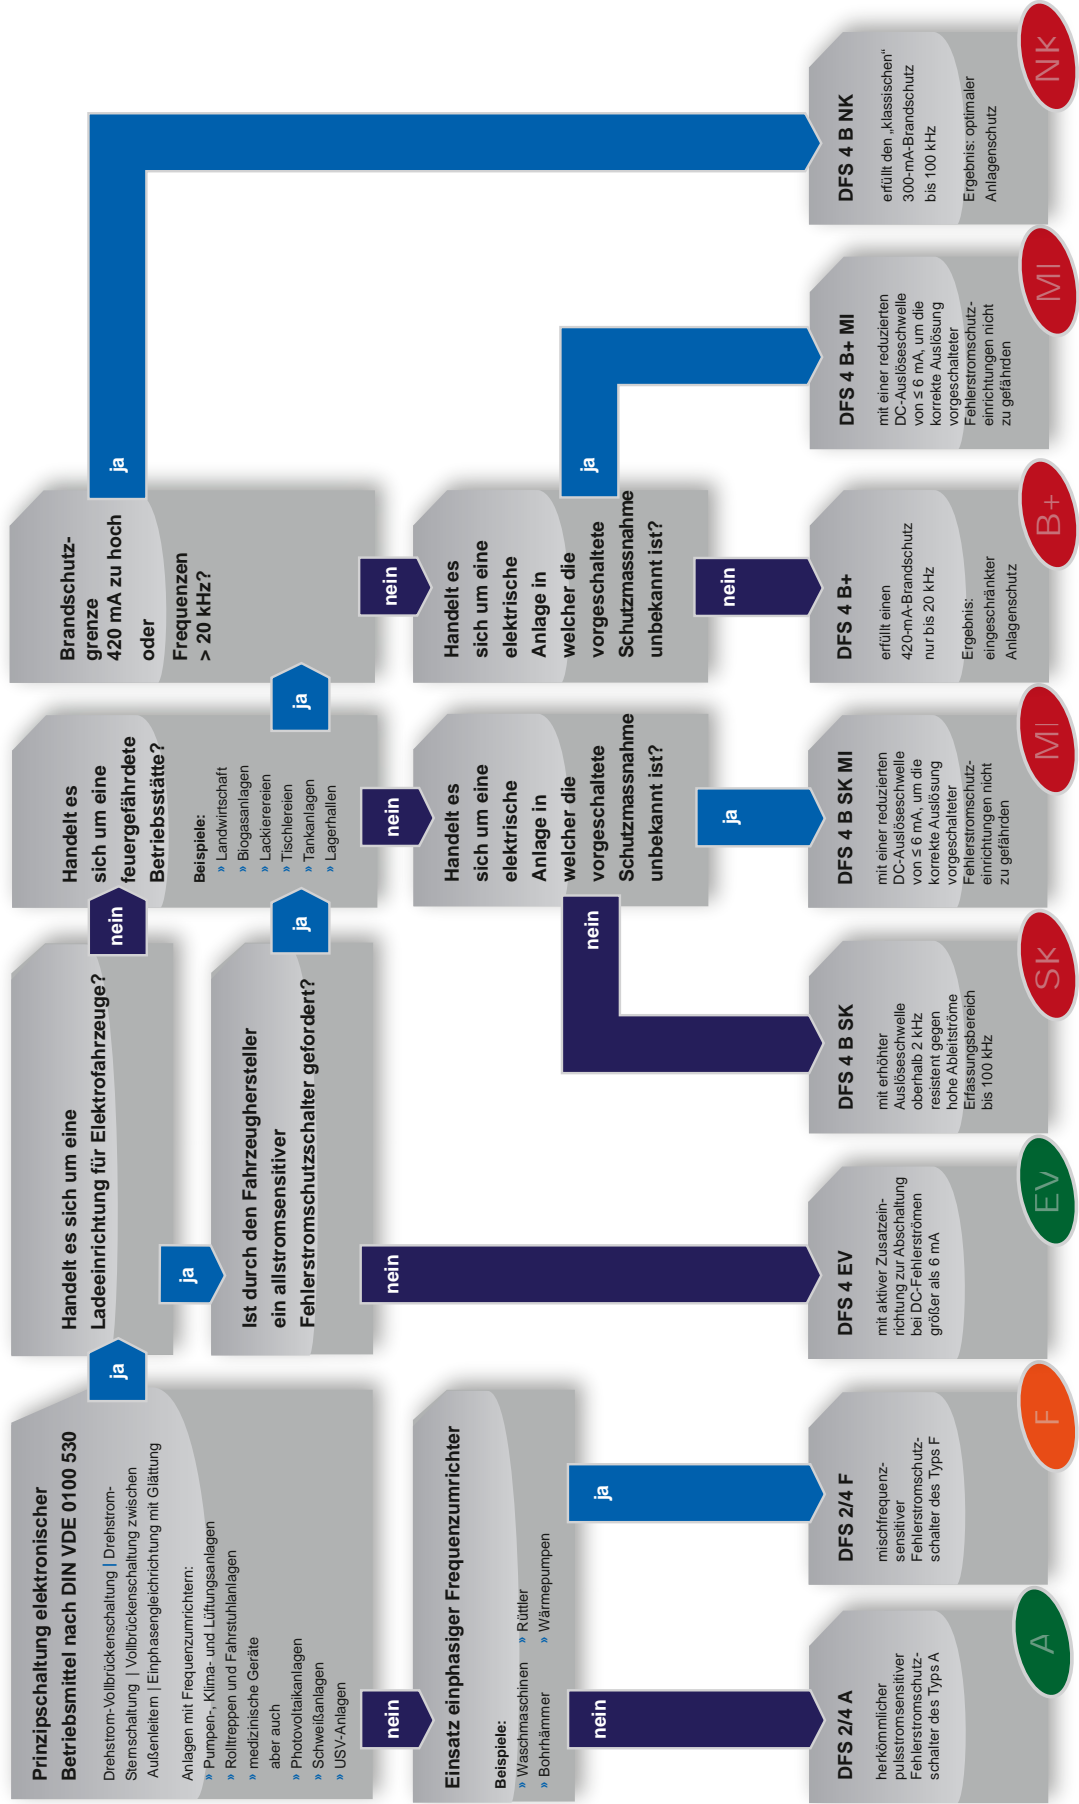 Prinzipschaltung elektronischer
Betriebsmittel nach DIN VDE 0100 530
Drehstrom-Vollbrückenschaltung | Drehstrom-
Sternschaltung | Vollbrückenschaltung zwischen
Außenleitern | Einphasengleichrichtung mit Glättung
Anlagen mit Frequenzumrichtern:
» Pumpen-, Klima- und Lüftungsanlagen
» Rolltreppen und Fahrstuhlanlagen
» medizinische Geräte
aber auch
» Photovoltaikanlagen
» Schweißanlagen
» USV-Anlagen
ja
nein
Handelt es sich um eine
Ladeeinrichtung für Elektrofahrzeuge?
nein
ja
Ist durch den Fahrzeughersteller
ein allstromsensitiver
Fehlerstromschutzschalter gefordert?
ja
nein
Handelt es
sich um eine
feuergefährdete
Betriebsstätte?
Beispiele:
» Landwirtschaft
» Biogasanlagen
» Lackierereien
» Tischlereien
» Tankanlagen
» Lagerhallen
ja
nein
Brandschutz-
grenze
420 mA zu hoch
oder
Frequenzen
> 20 kHz?
ja
nein
Einsatz einphasiger Frequenzumrichter
Beispiele:
» Waschmaschinen » Rüttler
» Bohrhämmer » Wärmepumpen
nein
ja
Handelt es
sich um eine
elektrische
Anlage in
welcher die
vorgeschaltete
Schutzmassnahme
unbekannt ist?
nein
ja
Handelt es
sich um eine
elektrische
Anlage in
welcher die
vorgeschaltete
Schutzmassnahme
unbekannt ist?
nein
ja
DFS 2/4 A
herkömmlicher
pulsstromsensitiver
Fehlerstromschutz-
schalter des Typs A
A
DFS 2/4 F
mischfrequenz-
sensitiver
Fehlerstromschutz-
schalter des Typs F
F
DFS 4 EV
mit aktiver Zusatzein-
richtung zur Abschaltung
bei DC-Fehlerströmen
größer als 6 mA
EV
DFS 4 B SK
mit erhöhter
Auslöseschwelle
oberhalb 2 kHz
resistent gegen
hohe Ableitströme
Erfassungsbereich
bis 100 kHz
SK
DFS 4 B SK MI
mit einer reduzierten
DC-Auslöseschwelle
von ≤ 6 mA, um die
korrekte Auslösung
vorgeschalteter
Fehlerstromschutz-
einrichtungen nicht
zu gefährden
MI
DFS 4 B+
erfüllt einen
420-mA-Brandschutz
nur bis 20 kHz
Ergebnis:
eingeschränkter
Anlagenschutz
B+
DFS 4 B+ MI
mit einer reduzierten
DC-Auslöseschwelle
von ≤ 6 mA, um die
korrekte Auslösung
vorgeschalteter
Fehlerstromschutz-
einrichtungen nicht
zu gefährden
MI
DFS 4 B NK
erfüllt den „klassischen“
300-mA-Brandschutz
bis 100 kHz
Ergebnis: optimaler
Anlagenschutz
NK